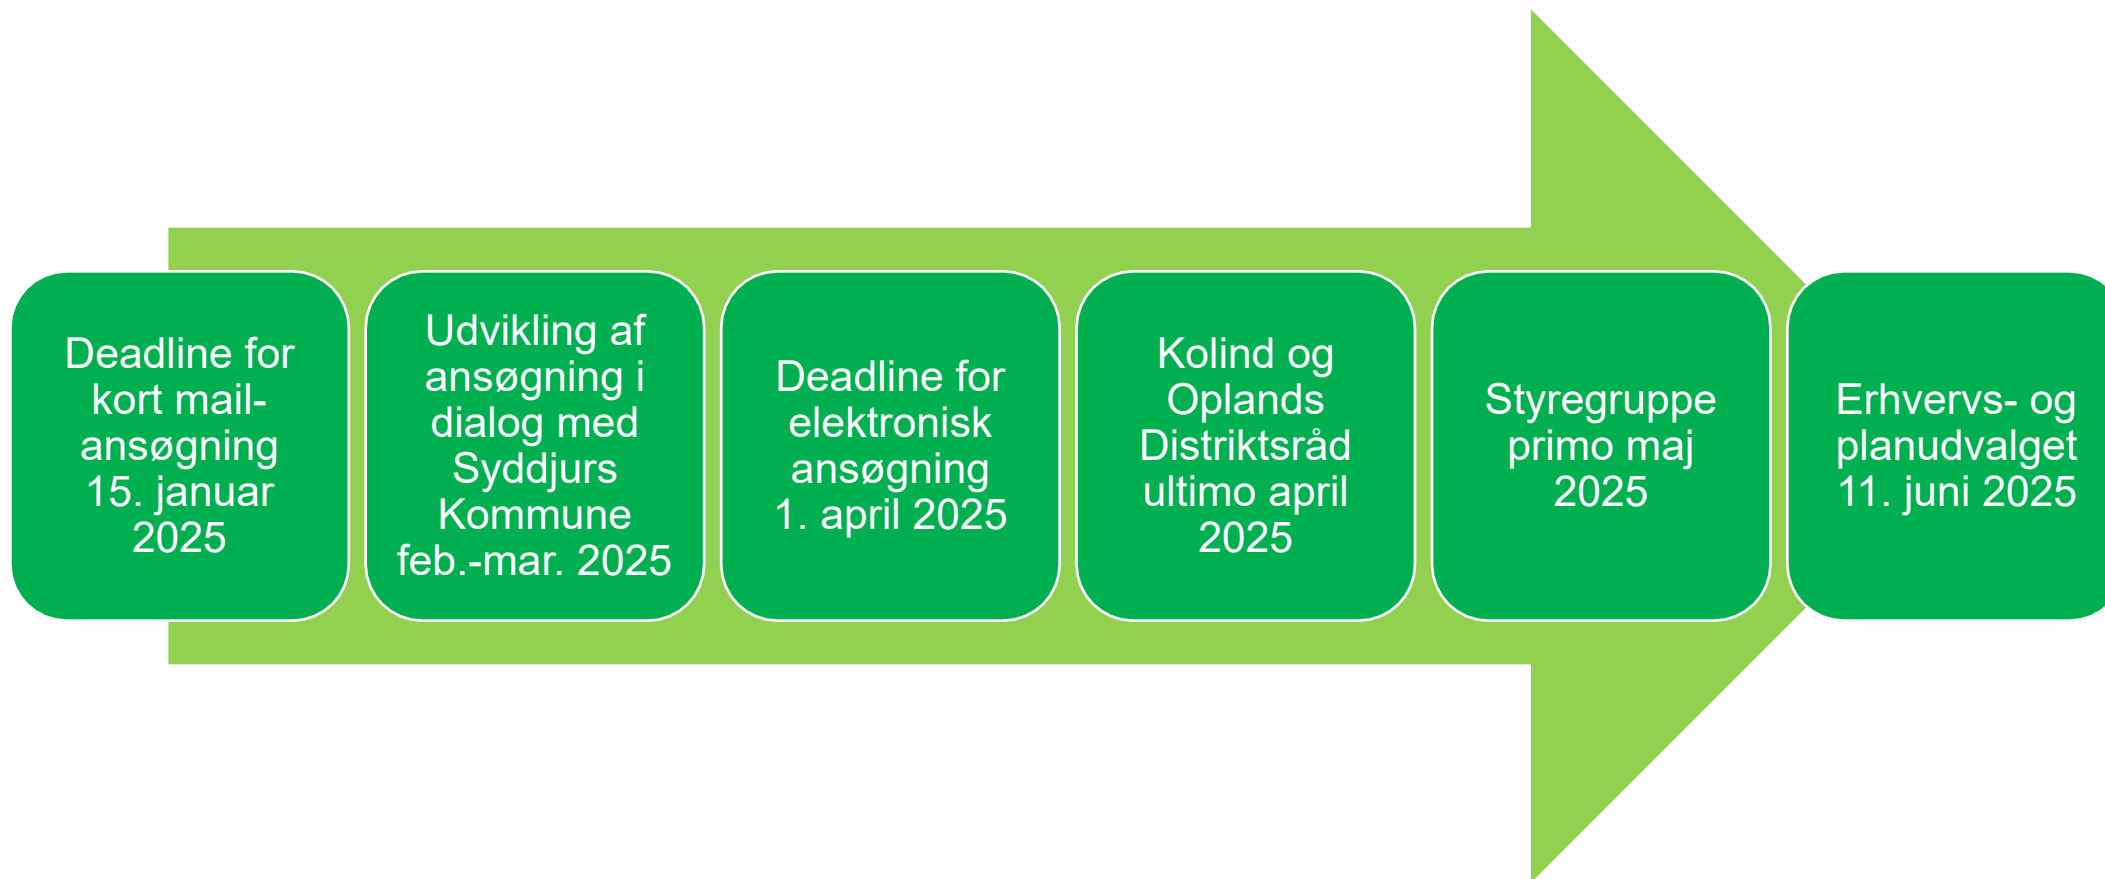 Deadline for
kort mail-
ansøgning
15. januar
2025
Udvikling af
ansøgning i
dialog med
Syddjurs
Kommune
feb.-mar. 2025
Deadline for
elektronisk
ansøgning
1. april 2025
Kolind og
Oplands
Distriktsråd
ultimo april
2025
Styregruppe
primo maj
2025
Erhvervs- og
planudvalget
11. juni 2025